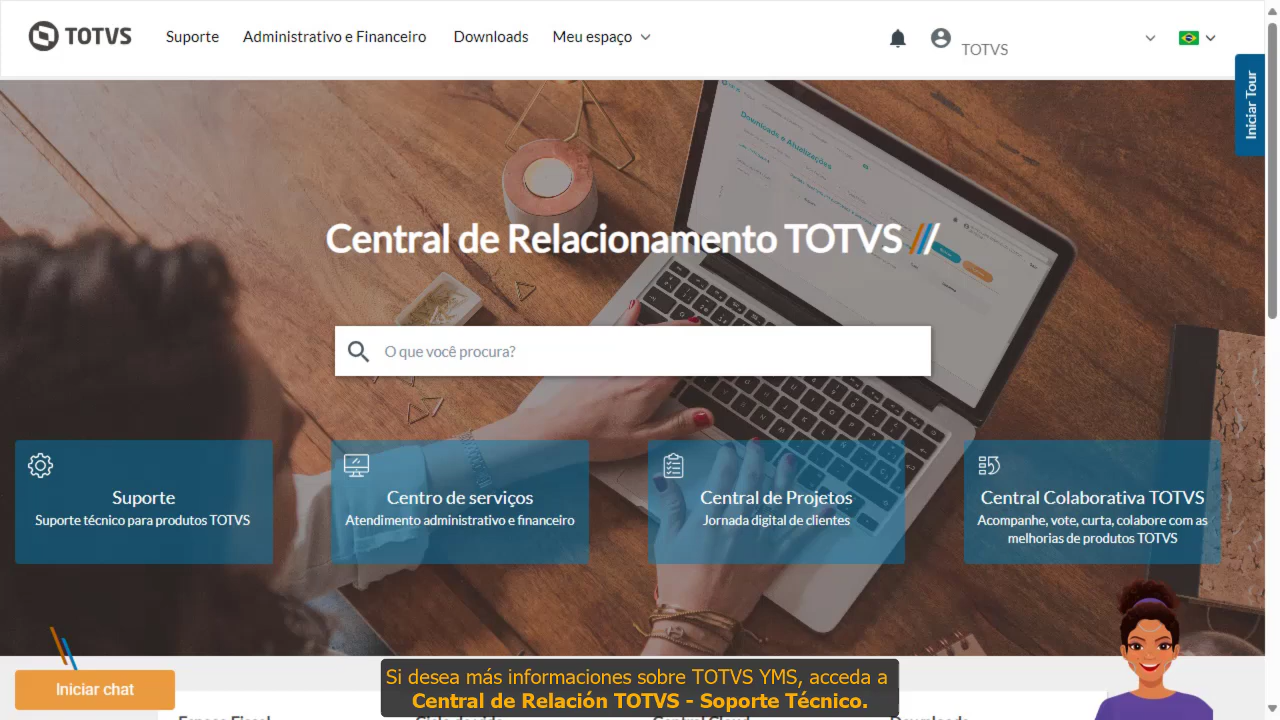 TOTVS
Suporte
Administrativo e Financeiro
Downloads
Meu espaço
TOTVS
Iniciar Tour
Downloads e Atualizações
Central de Relacionamento TOTVS
O que você procura?
Suporte
Suporte técnico para produtos TOTVS
Centro de serviços
Atendimento administrativo e financeiro
Central de Projetos
Jornada digital de clientes
Central Colaborativa TOTVS
Acompanhe, vote, curta, colabore com as
melhorias de produtos TOTVS
Iniciar chat
Si desea más informaciones sobre TOTVS YMS, acceda a
Central de Relación TOTVS - Soporte Técnico.